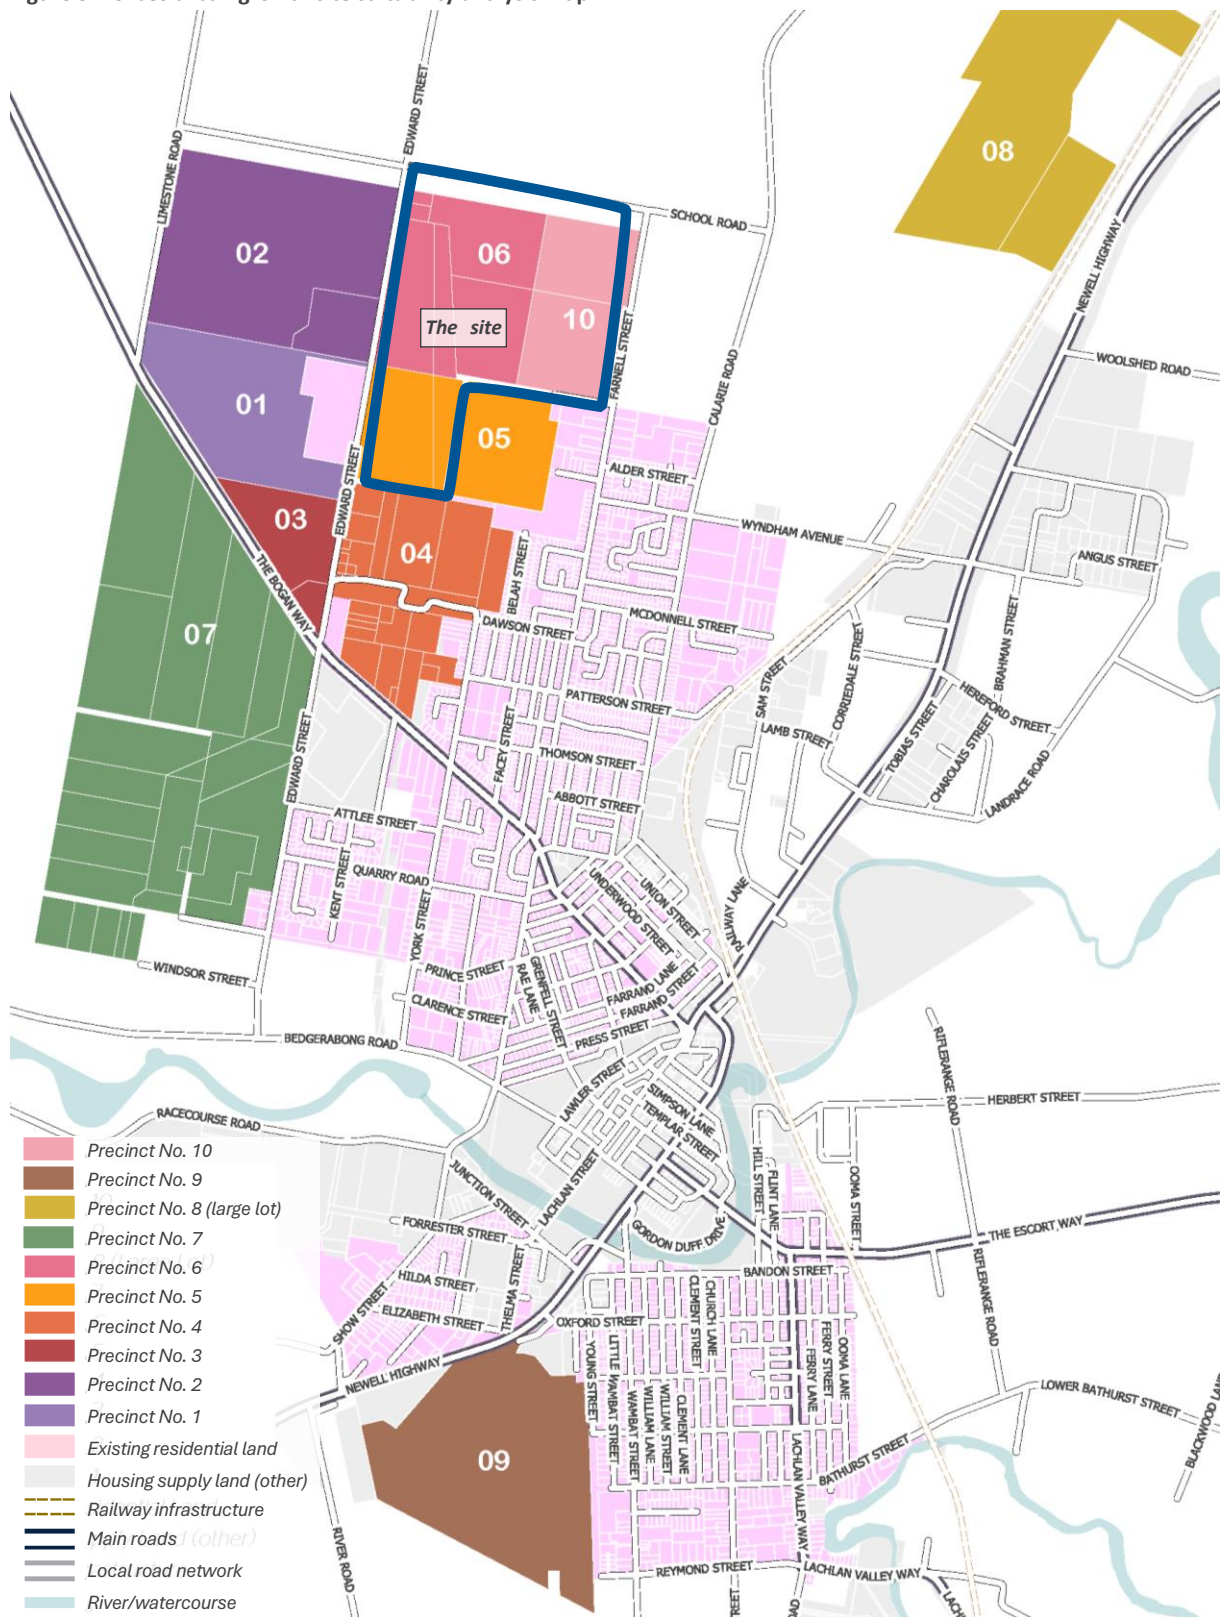 EDWARD STREET
LIMESTONE ROAD
08
SCHOOL ROAD
02
06
NEWELL HIGHWAY
The site
10
FARNELL STREET
WOOLSHED ROAD
CALARIE ROAD
01
05
EDWARD STREET
ALDER STREET
03
WYNDHAM AVENUE
04
ANGUS STREET
THE BOGAN WAY
BELAH STREET
07
DAWSON STREET
MCDONNELL STREET
CORRIEDALE STREET
BRAHMAN STREET
SAM STREET
PATTERSON STREET
HEREFORD STREET
LAMB STREET
TOBIAS STREET
CHAROLAIS STREET
LANDRACE ROAD
EDWARD STREET
FACEY STREET
THOMSON STREET
ABBOTT STREET
ATTLEE STREET
QUARRY ROAD
KENT STREET
YORK STREET
UNDERWOOD STREET
UNION STREET
RAILWAY LANE
WINDSOR STREET
PRINCE STREET
GRENFELL STREET
RAE LANE
FARRAND LANE
FARRAND STREET
CLARENCE STREET
PRESS STREET
BEDGERABONG ROAD
RIFLERANGE ROAD
LAWLER STREET
SIMPSON LANE
TEMPLAR STREET
HERBERT STREET
RACECOURSE ROAD
JUNCTION STREET
LACHLAN STREET
HILL STREET
FLINT LANE
OOMA STREET
FORRESTER STREET
GORDON DUFF DRIVE
THE ESCORT WAY
RIFLERANGE ROAD
HILDA STREET
THELMA STREET
BANDON STREET
SHOW STREET
ELIZABETH STREET
OXFORD STREET
CLEMENT STREET
CHURCH LANE
NEWELL HIGHWAY
YOUNG STREET
LITTLE WAMBAT STREET
WAMBAT STREET
WILLIAM LANE
WILLIAM STREET
CLEMENT LANE
FERRY LANE
FERRY STREET
OOMA LANE
LOWER BATHURST STREET
BLACKWOOD LANE
09
BATHURST STREET
LACHLAN VALLEY WAY
RIVER ROAD
REYMOND STREET
LACHLAN VALLEY WAY
Precinct No. 10
Precinct No. 9
Precinct No. 8 (large lot)
Precinct No. 7
Precinct No. 6
Precinct No. 5
Precinct No. 4
Precinct No. 3
Precinct No. 2
Precinct No. 1
Existing residential land
Housing supply land (other)
Railway infrastructure
Main roads
Local road network
River/watercourse